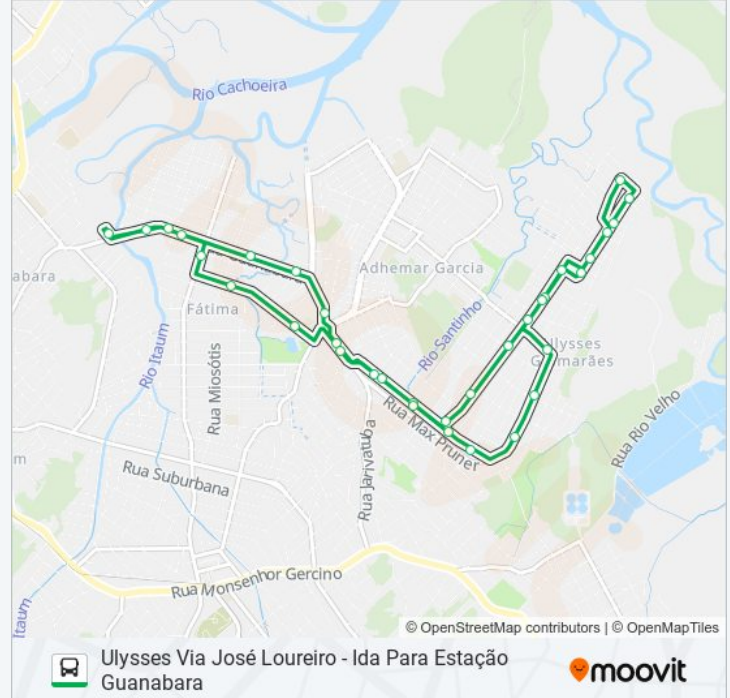 Rio Cachoeira
abara
Adhemar Garcia
Fátima
Rio Itaum
Rio Santinho
Ulysses
Guimarães
Rua Miosótis
Rua Max Pruner
Rua Rio Velho
m
Rua Suburbana
Rua Jarivatuba
Rua Monsenhor Gercino
Itaum
© OpenStreetMap contributors | © OpenMapTiles
Ulysses Via José Loureiro - Ida Para Estação
Guanabara
moovit